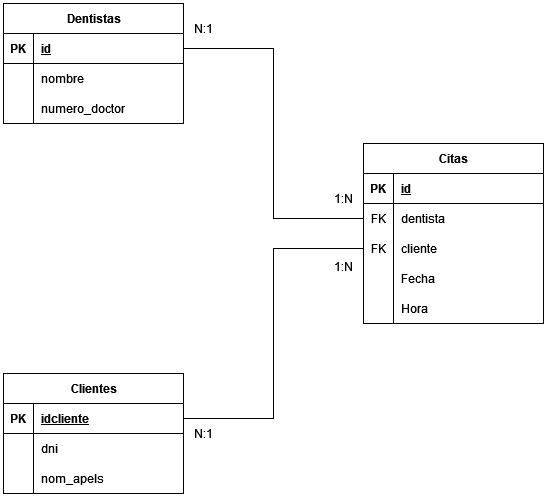 Dentistas
PK id
nombre
numero_doctor
N:1
Citas
PK id
FK dentista
FK cliente
Fecha
Hora
1:N
1:N
Clientes
PK idcliente
dni
nom_apels
N:1